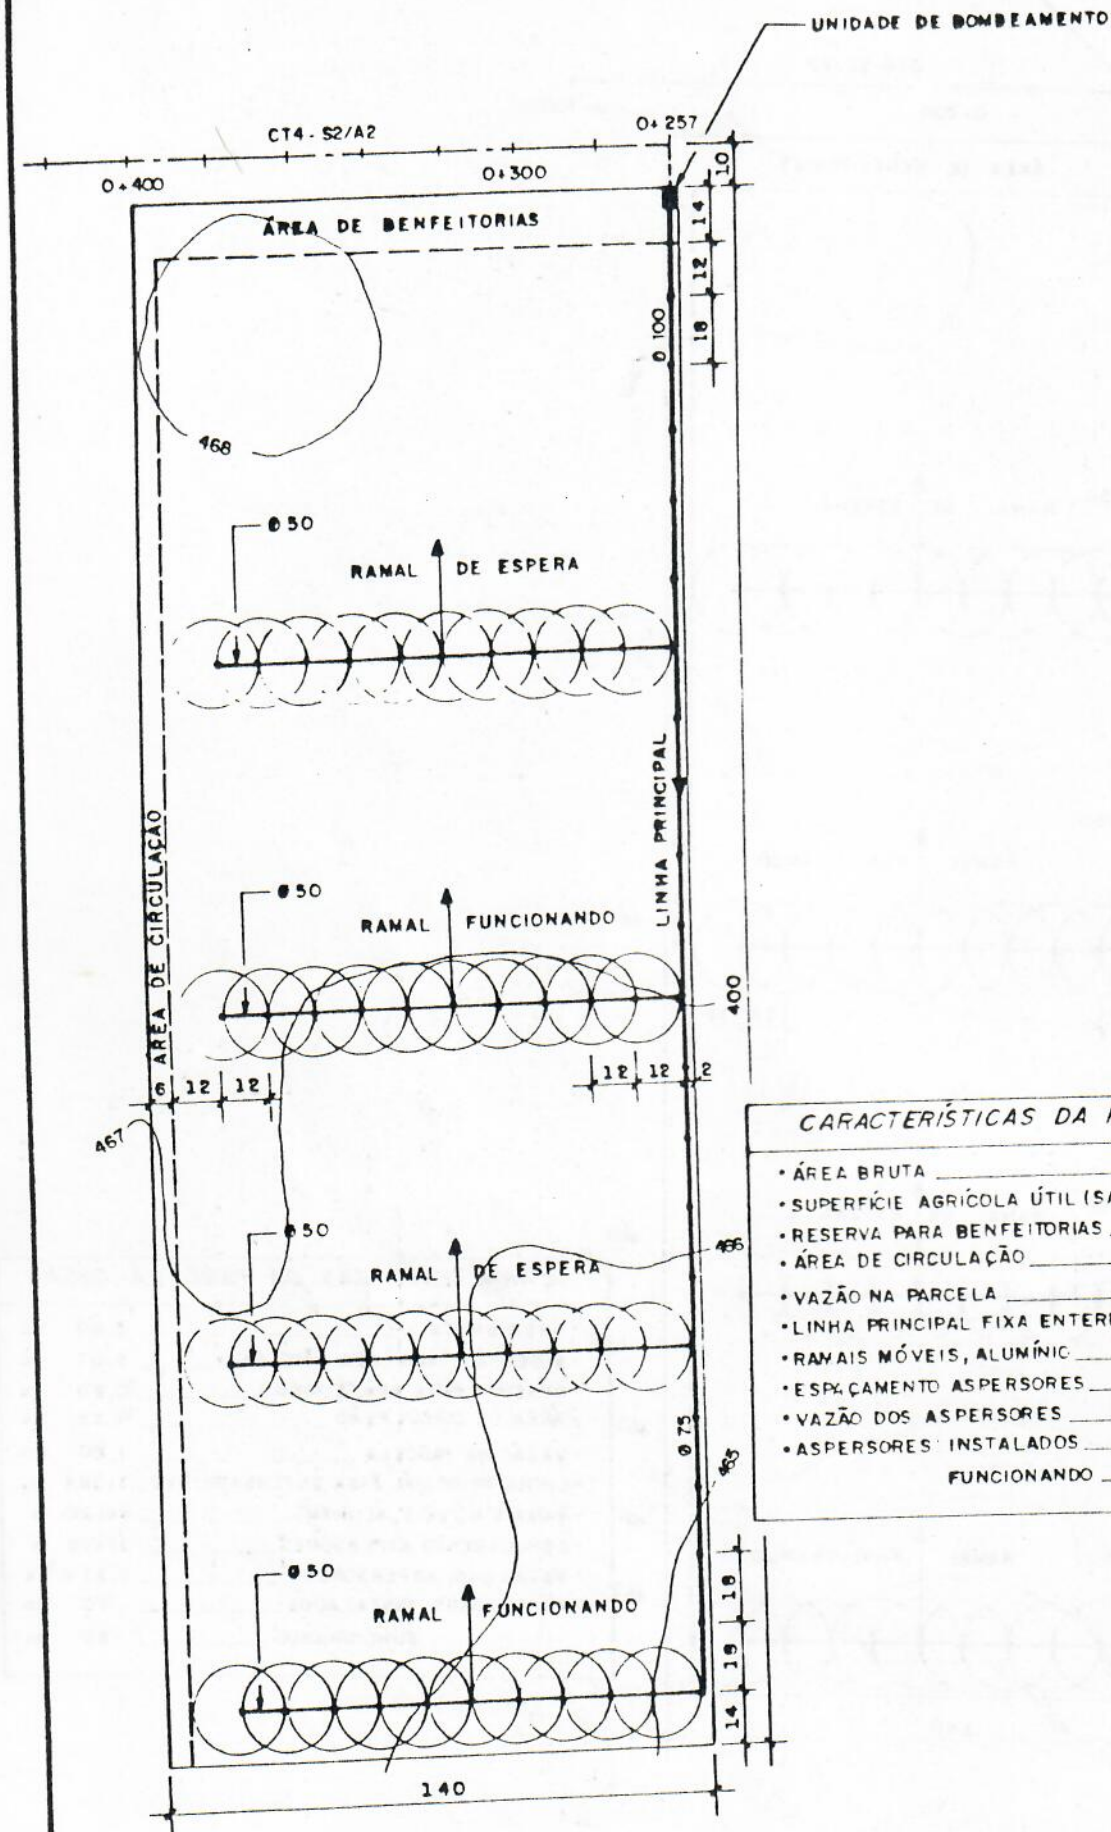 UNIDADE DE BOMBEAMENTO
CT4 - S2/A2
0+257
0+400
0+300
10
ÁREA DE BENFEITORIAS
14
12
18
Ø 100
468
Ø 50
RAMAL DE ESPERA
LINHA PRINCIPAL
ÁREA DE CIRCULAÇÃO
Ø 50
RAMAL FUNCIONANDO
400
6 12 12
12 12 2
467
CARACTERÍSTICAS DA
• ÁREA BRUTA
• SUPERFÍCIE AGRÍCOLA ÚTIL
• RESERVA PARA BENFEITORIAS
• ÁREA DE CIRCULAÇÃO
• VAZÃO NA PARCELA
• LINHA PRINCIPAL FIXA
• RAMAIS MÓVEIS, ALUMÍNIO
• ESPAÇAMENTO ASPERSORES
• VAZÃO DOS ASPERSORES
• ASPERSORES INSTALADOS
FUNCIONANDO
Ø 50
466
RAMAL DE ESPERA
Ø 75
465
Ø 50
RAMAL FUNCIONANDO
18
18
14
140